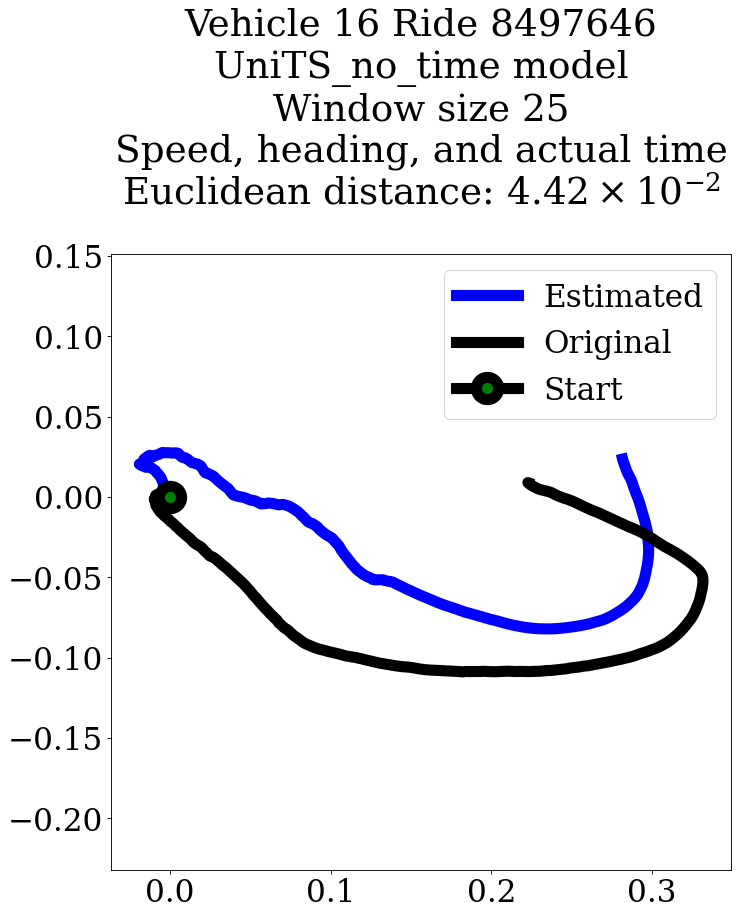 Vehicle 16 Ride 8497646
UniTS_no_time model
Window size 25
Speed, heading, and actual time
Euclidean distance: 4.42 × 10⁻²
Estimated
Original
Start
0.15
0.10
0.05
0.00
−0.05
−0.10
−0.15
−0.20
0.0 0.1 0.2 0.3